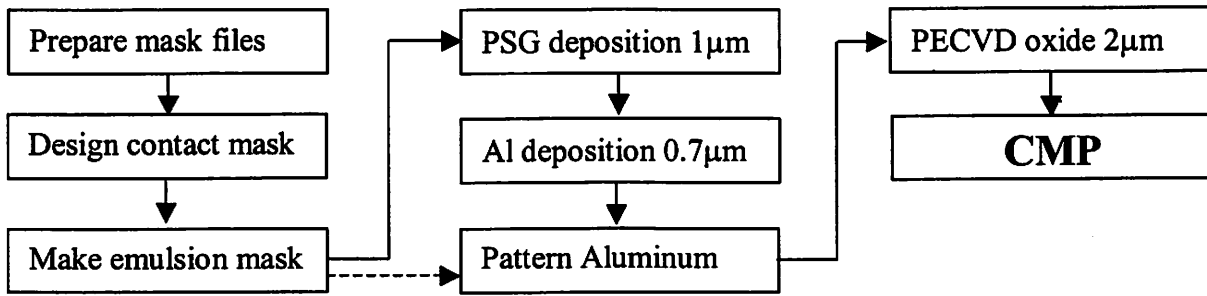 Prepare mask files
Design contact mask
Make emulsion mask
PSG deposition 1μm
Al deposition 0.7μm
Pattern Aluminum
PECVD oxide 2μm
CMP